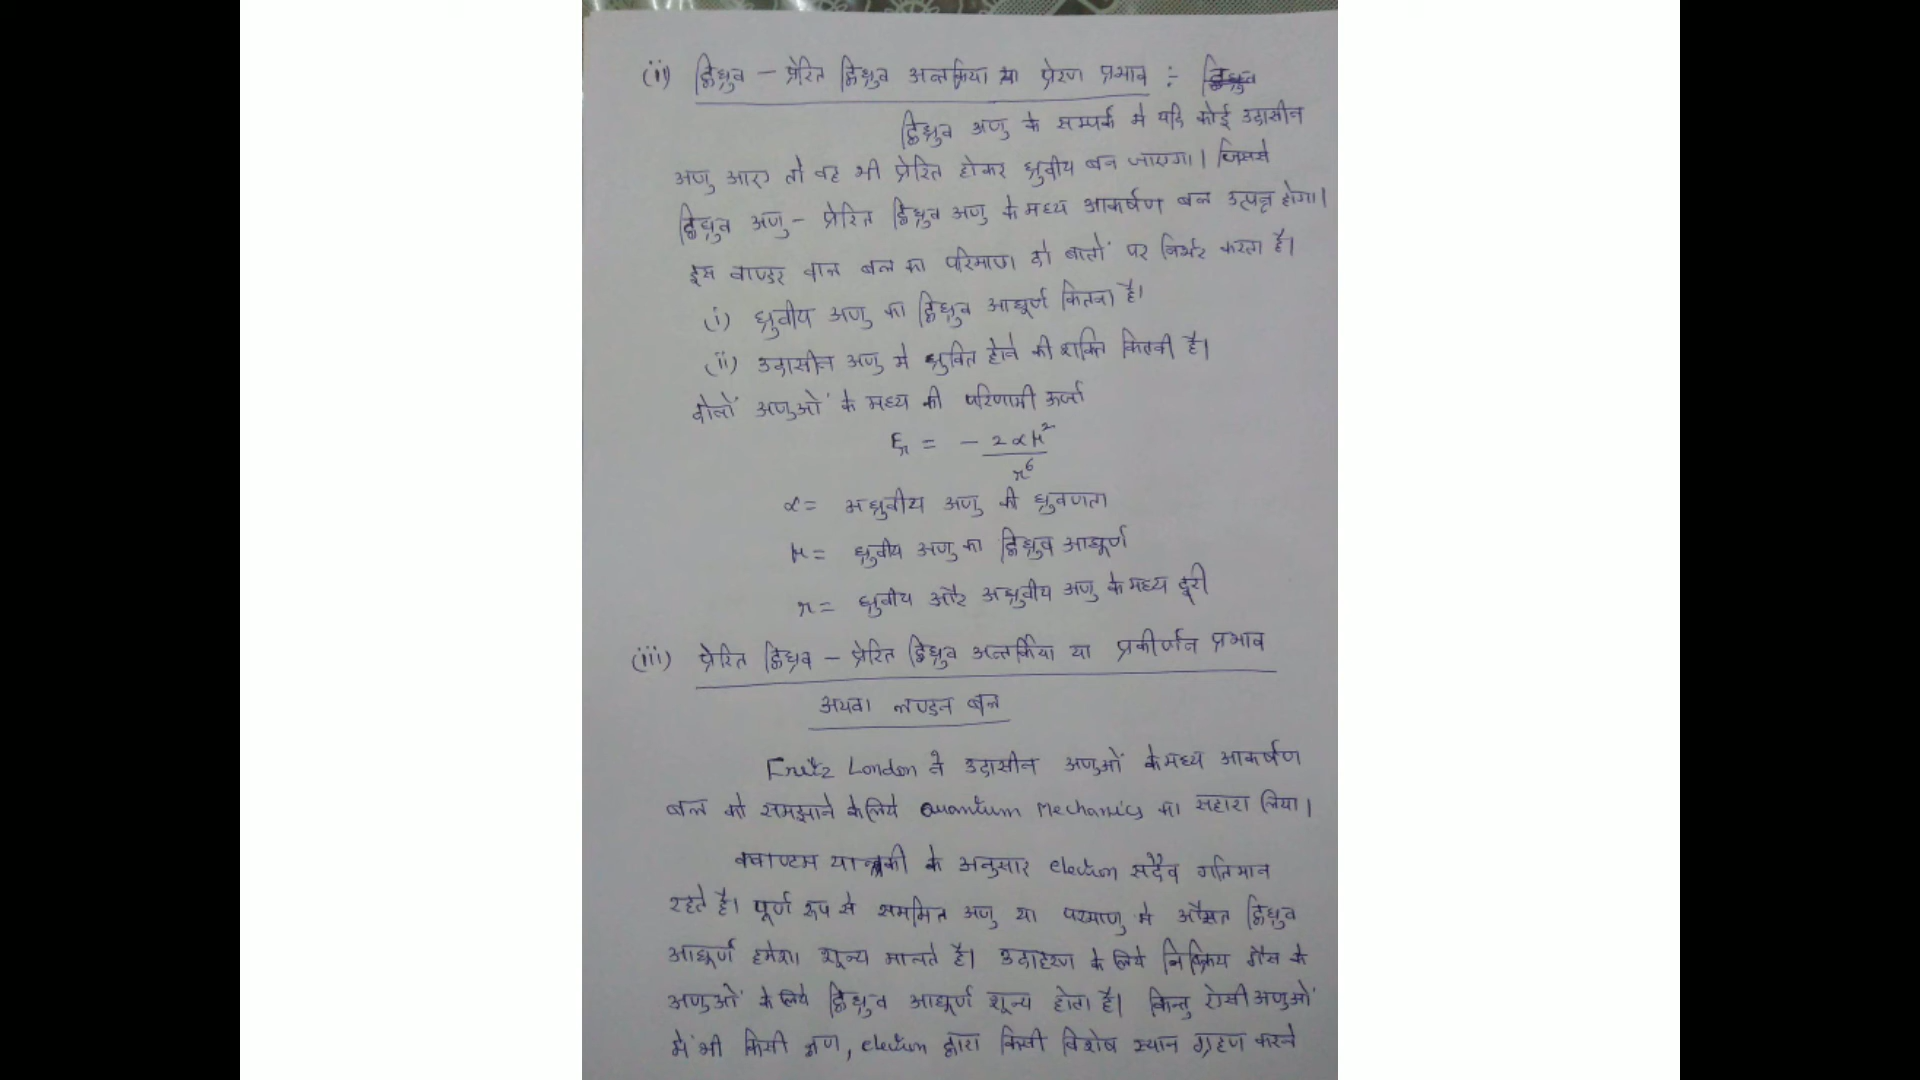 (ii) द्विध्रुव – प्रेरित द्विध्रुव अन्तर्क्रिया या प्रेरण प्रभाव :-
द्विध्रुव अणु के सम्पर्क मे यदि कोई उदासीन
अणु आए तो वह भी प्रेरित होकर ध्रुवीय बन जाएगा। जिससे
द्विध्रुव अणु – प्रेरित द्विध्रुव अणु के मध्य आकर्षण बल उत्पन्न होगा।
इस वाण्डर वाल बल का परिमाण दो बातों पर निर्भर करता है।
(i) ध्रुवीय अणु का द्विध्रुव आघूर्ण कितना है।
(ii) उदासीन अणु मे ध्रुवित होने की शक्ति कितनी है।
दोनों अणुओं के मध्य की परिणामी ऊर्जा
Er = - 2αμ² / r⁶
α = अध्रुवीय अणु की ध्रुवणता
μ = ध्रुवीय अणु का द्विध्रुव आघूर्ण
r = ध्रुवीय और अध्रुवीय अणु के मध्य दूरी
(iii) प्रेरित द्विध्रुव – प्रेरित द्विध्रुव अन्तर्क्रिया या प्रकीर्णन प्रभाव
अथवा लण्डन बल
Fritz London ने उदासीन अणुओं के मध्य आकर्षण
बल को समझाने के लिये Quantum Mechanics का सहारा लिया।
क्वाण्टम यान्त्रकी के अनुसार electron सदैव गतिमान
रहते है। पूर्ण रूप से सममित अणु या परमाणु मे औसत द्विध्रुव
आघूर्ण हमेशा शून्य मानते है। उदाहरण के लिये निष्क्रिय गैस के
अणुओं के लिये द्विध्रुव आघूर्ण शून्य होता है। किन्तु ऐसी अणुओं
में भी किसी क्षण, electron द्वारा किसी विशेष स्थान ग्रहण करने